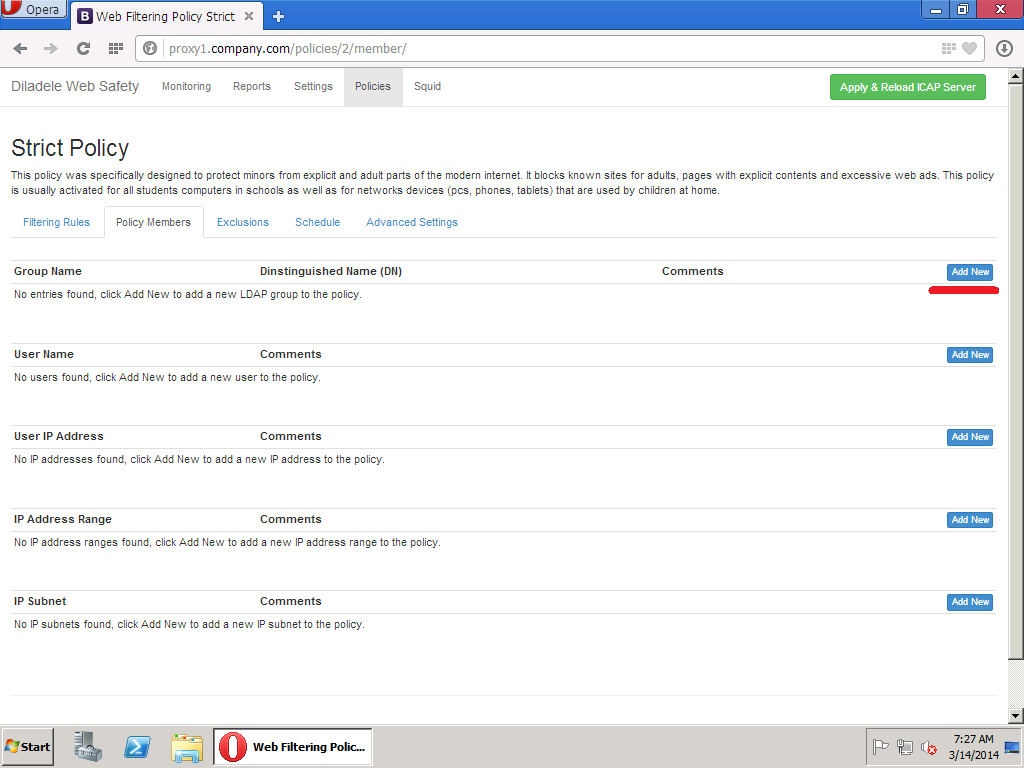 Opera
B Web Filtering Policy Strict
proxy1.company.com/policies/2/member/
Diladele Web Safety Monitoring Reports Settings Policies Squid Apply & Reload ICAP Server
Strict Policy
This policy was specifically designed to protect minors from explicit and adult parts of the modern internet. It blocks known sites for adults, pages with explicit contents and excessive web ads. This policy
is usually activated for all students computers in schools as well as for networks devices (pcs, phones, tablets) that are used by children at home.
Filtering Rules Policy Members Exclusions Schedule Advanced Settings
Group Name Dinstinguished Name (DN) Comments Add New
No entries found, click Add New to add a new LDAP group to the policy.
User Name Comments Add New
No users found, click Add New to add a new user to the policy.
User IP Address Comments Add New
No IP addresses found, click Add New to add a new IP address to the policy.
IP Address Range Comments Add New
No IP address ranges found, click Add New to add a new IP address range to the policy.
IP Subnet Comments Add New
No IP subnets found, click Add New to add a new IP subnet to the policy.
Start Web Filtering Polic... 7:27 AM
3/14/2014